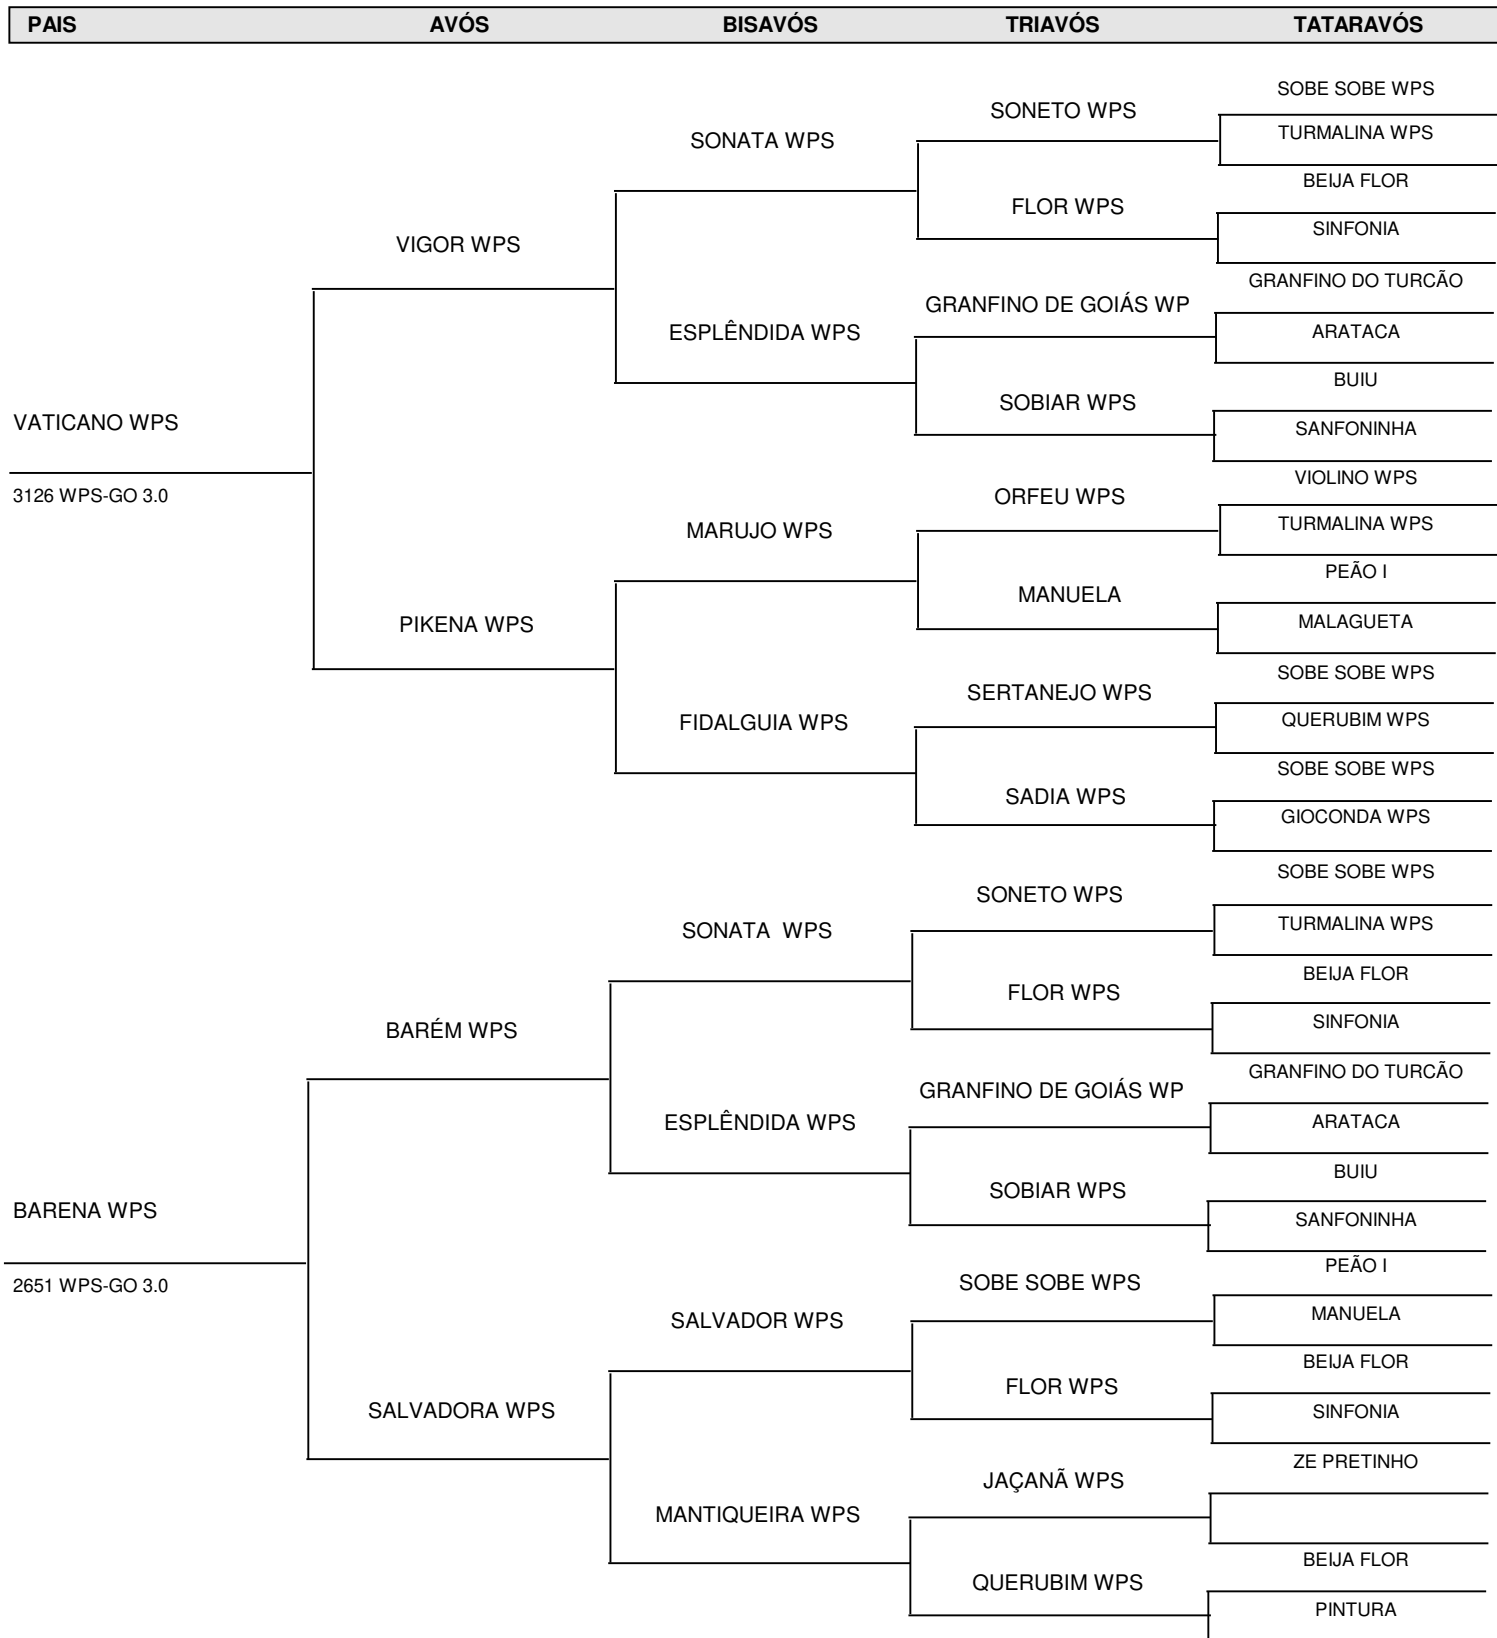 PAIS AVÓS BISAVÓS TRIAVÓS TATARAVÓS
SOBE SOBE WPS
SONETO WPS
TURMALINA WPS
SONATA WPS
BEIJA FLOR
FLOR WPS
SINFONIA
VIGOR WPS
GRANFINO DO TURCÃO
GRANFINO DE GOIÁS WP
ARATACA
ESPLÊNDIDA WPS
BUIU
SOBIAR WPS
VATICANO WPS
SANFONINHA
VIOLINO WPS
3126 WPS-GO 3.0
ORFEU WPS
TURMALINA WPS
MARUJO WPS
PEÃO I
MANUELA
MALAGUETA
PIKENA WPS
SOBE SOBE WPS
SERTANEJO WPS
QUERUBIM WPS
FIDALGUIA WPS
SOBE SOBE WPS
SADIA WPS
GIOCONDA WPS
SOBE SOBE WPS
SONETO WPS
TURMALINA WPS
SONATA  WPS
BEIJA FLOR
FLOR WPS
SINFONIA
BARÉM WPS
GRANFINO DO TURCÃO
GRANFINO DE GOIÁS WP
ARATACA
ESPLÊNDIDA WPS
BUIU
SOBIAR WPS
BARENA WPS
SANFONINHA
PEÃO I
2651 WPS-GO 3.0
SOBE SOBE WPS
MANUELA
SALVADOR WPS
BEIJA FLOR
FLOR WPS
SALVADORA WPS
SINFONIA
ZE PRETINHO
JAÇANÃ WPS
MANTIQUEIRA WPS
BEIJA FLOR
QUERUBIM WPS
PINTURA